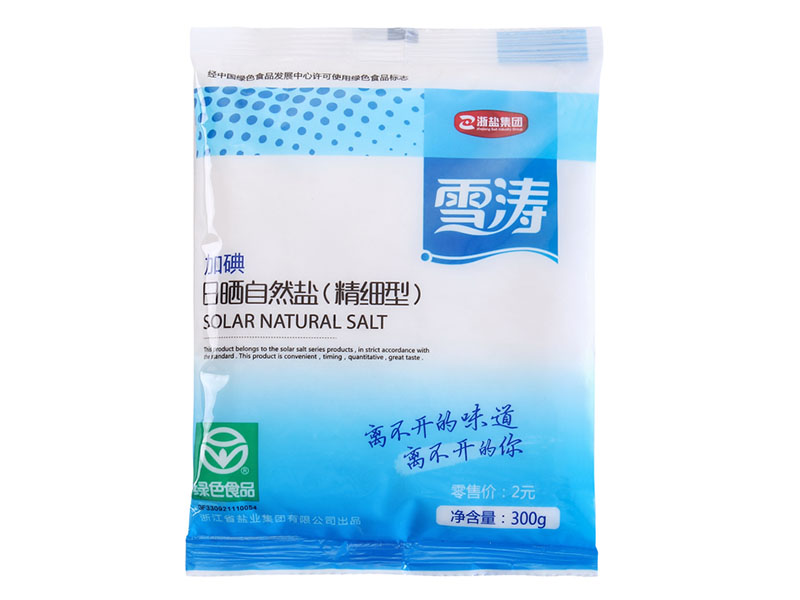 经中国绿色食品发展中心许可使用绿色食品标志
浙盐集团
雪涛
加碘
日晒自然盐(精细型)
SOLAR NATURAL SALT
This product belongs to the solar salt series products , in strict accordance with
the standard . This product is convenient , timing , quantitative , great taste .
离不开的味道
离不开的你
绿色食品
®
GF330921110054
零售价:2元
净含量:300g
浙江省盐业集团有限公司出品